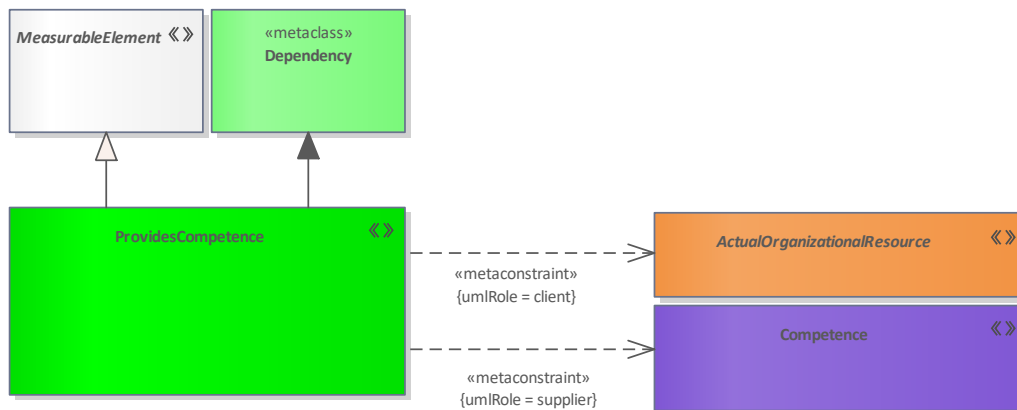 MeasurableElement «»
«metaclass»
Dependency
ProvidesCompetence «»
ActualOrganizationalResource «»
«metaconstraint»
{umlRole = client}
Competence «»
«metaconstraint»
{umlRole = supplier}